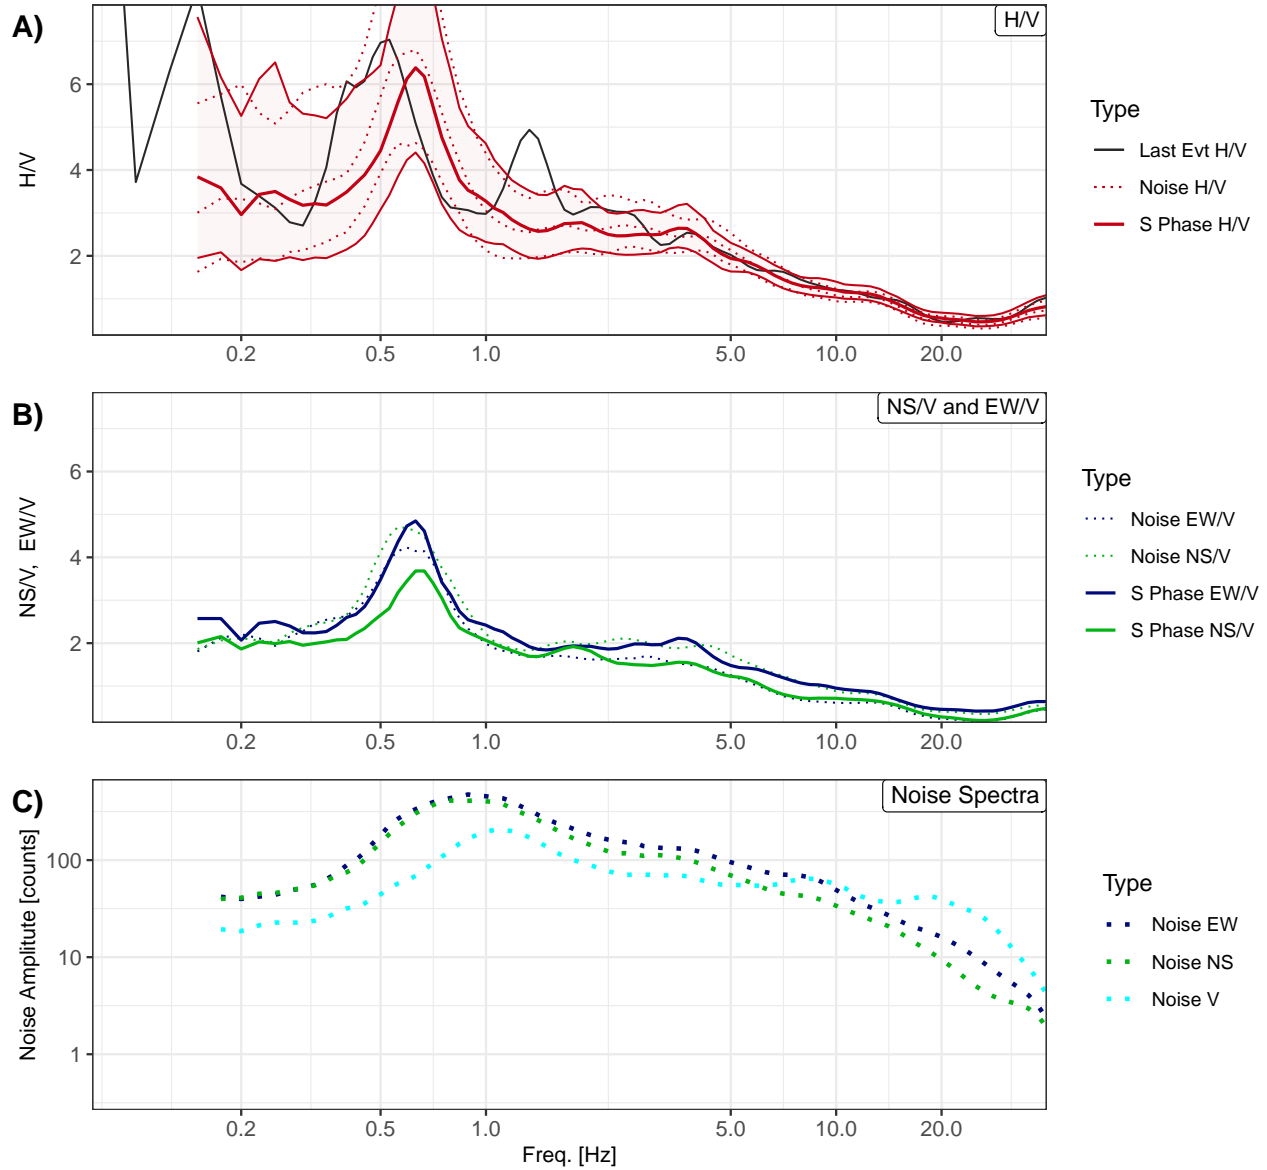 A)
H/V
H/V
6
4
2
0.2 0.5 1.0 5.0 10.0 20.0
Type
Last Evt H/V
Noise H/V
S Phase H/V
B)
NS/V and EW/V
NS/V, EW/V
6
4
2
0.2 0.5 1.0 5.0 10.0 20.0
Type
Noise EW/V
Noise NS/V
S Phase EW/V
S Phase NS/V
C)
Noise Spectra
Noise Amplitute [counts]
100
10
1
0.2 0.5 1.0 5.0 10.0 20.0
Freq. [Hz]
Type
Noise EW
Noise NS
Noise V